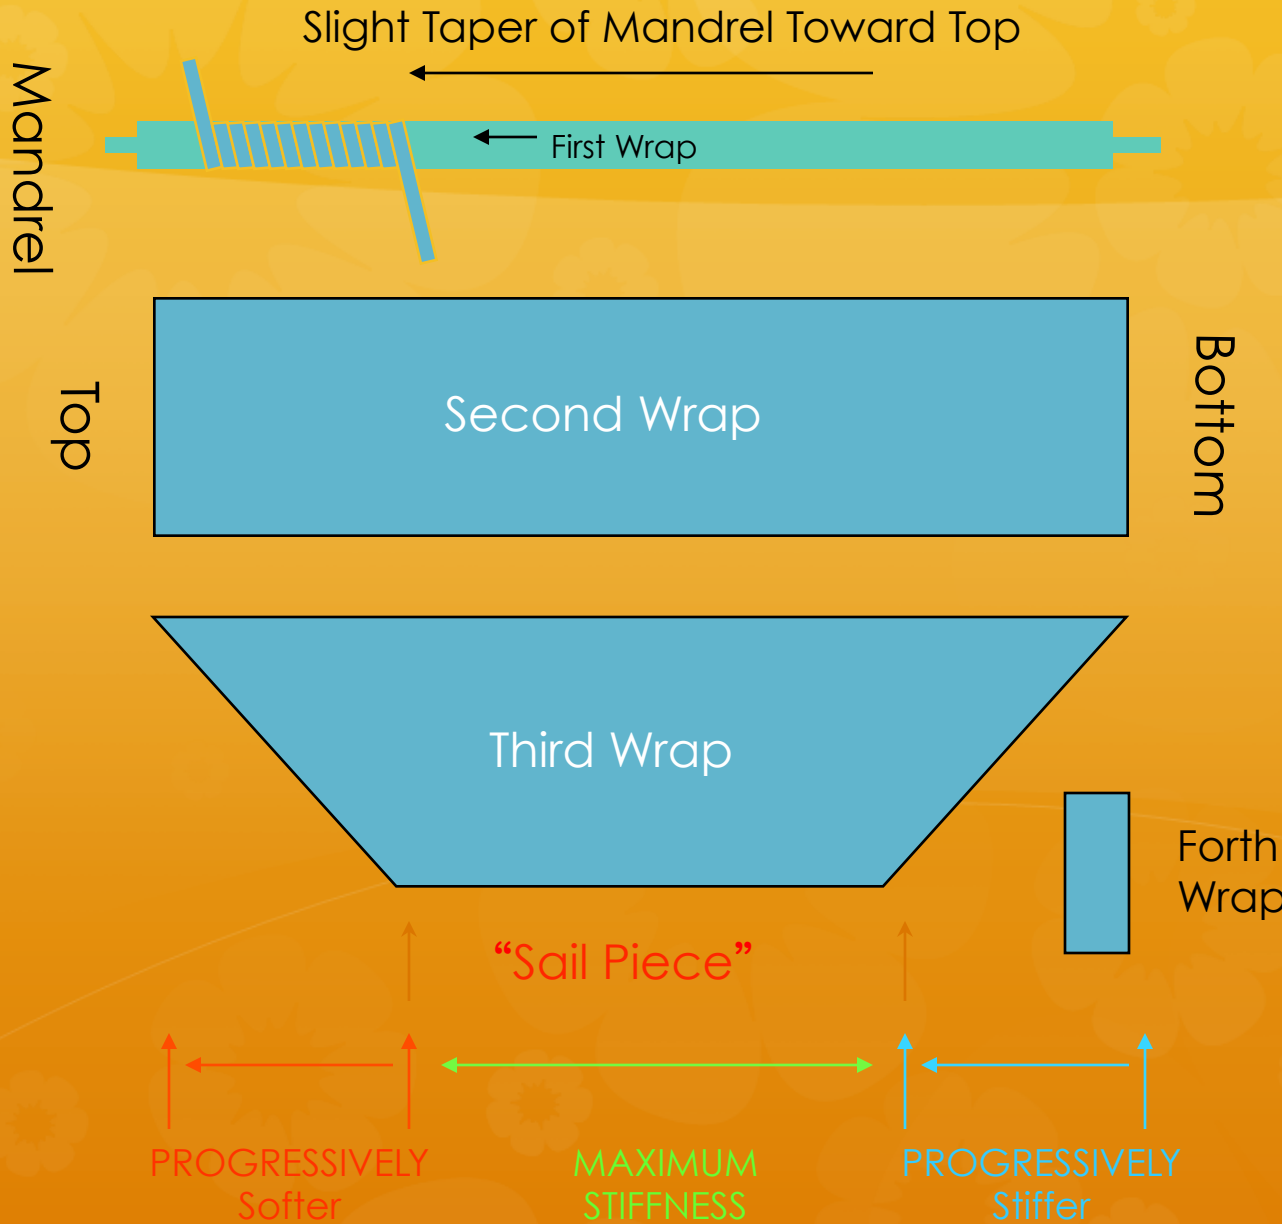 Slight Taper of Mandrel Toward Top
Mandrel
First Wrap
Top
Second Wrap
Bottom
Third Wrap
Forth
Wrap
“Sail Piece”
PROGRESSIVELY
Softer
MAXIMUM
STIFFNESS
PROGRESSIVELY
Stiffer